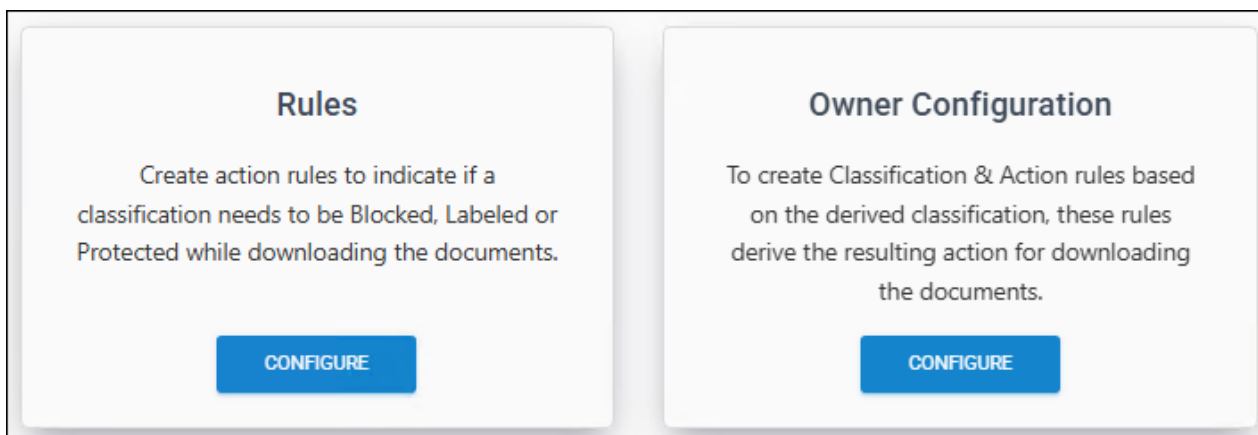 Rules
Create action rules to indicate if a
classification needs to be Blocked, Labeled or
Protected while downloading the documents.
CONFIGURE
Owner Configuration
To create Classification & Action rules based
on the derived classification, these rules
derive the resulting action for downloading
the documents.
CONFIGURE